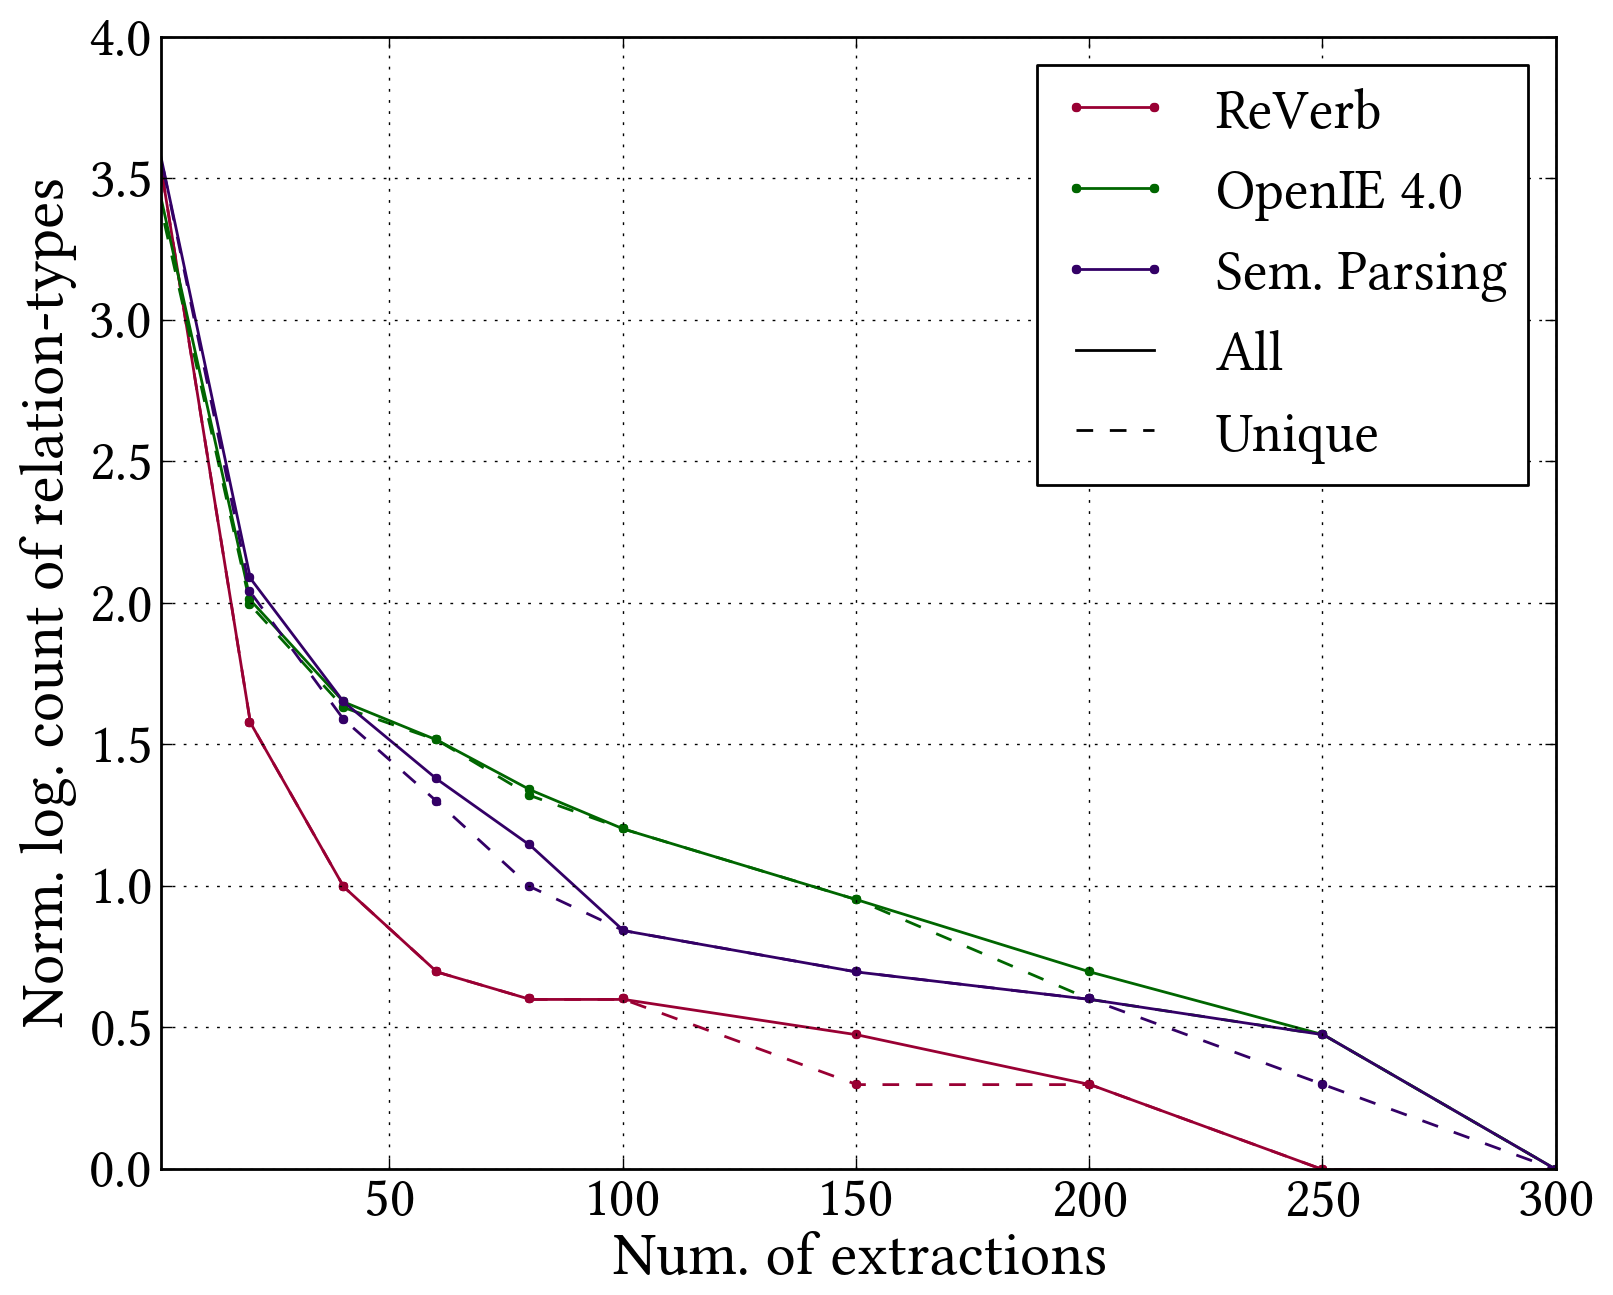 4.0
3.5
3.0
2.5
2.0
1.5
1.0
0.5
0.0
Norm. log. count of relation-types
ReVerb
OpenIE 4.0
Sem. Parsing
All
Unique
50 100 150 200 250 300
Num. of extractions